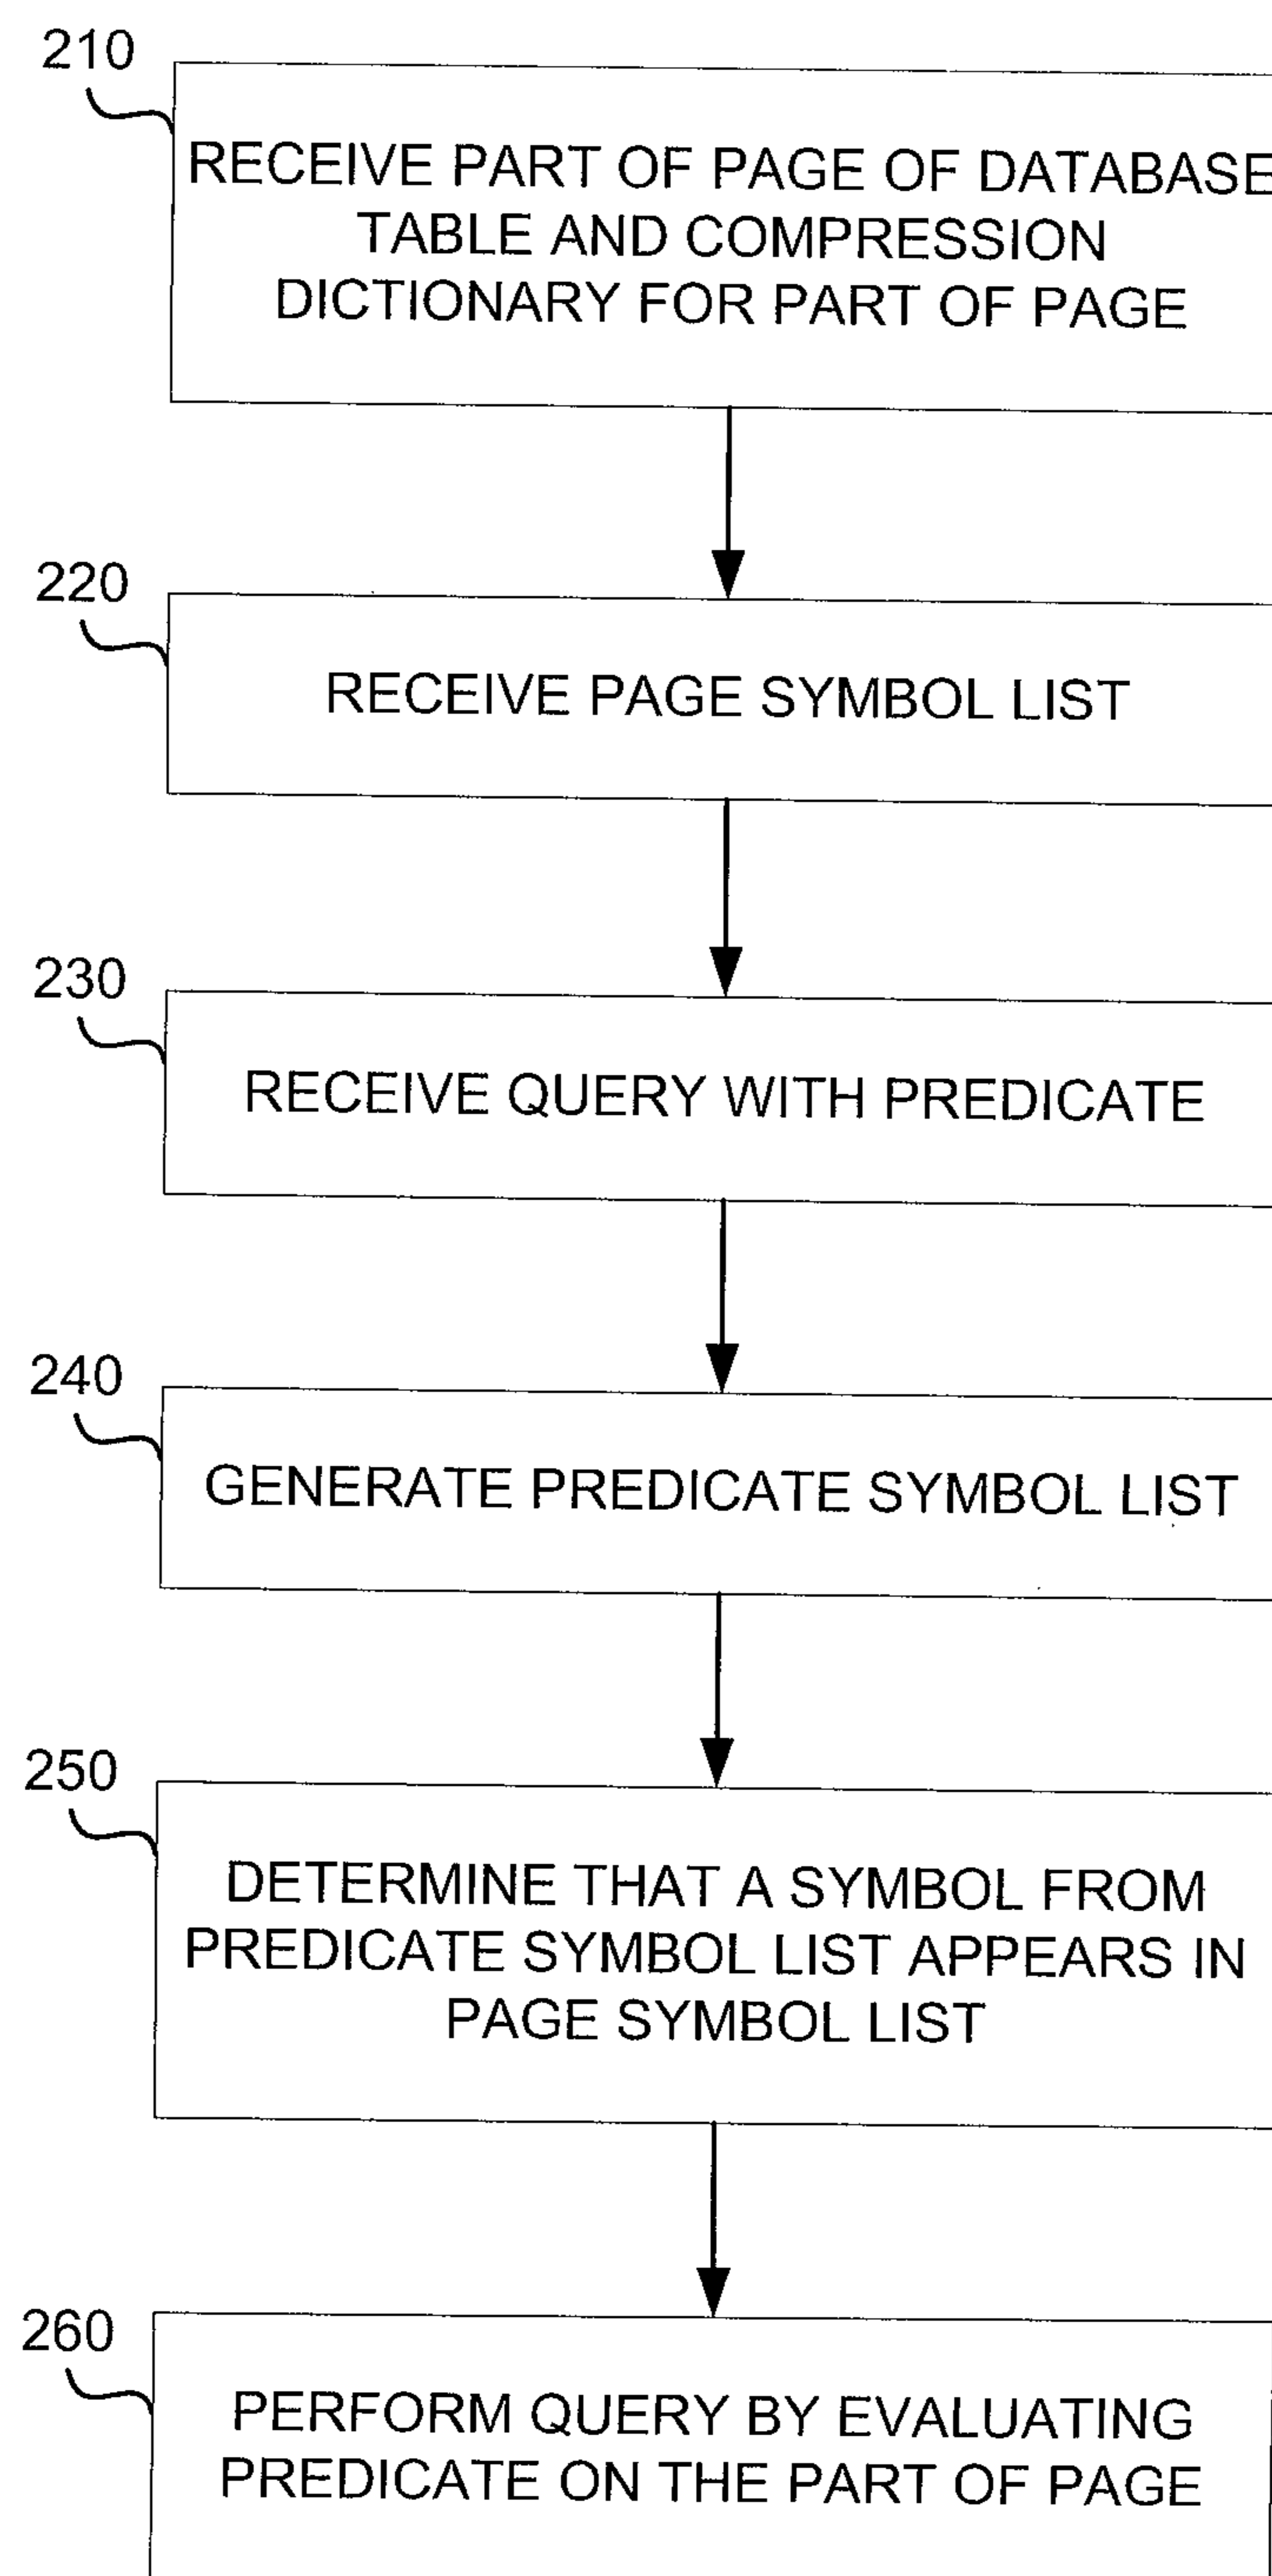 210
RECEIVE PART OF PAGE OF DATABASE
TABLE AND COMPRESSION
DICTIONARY FOR PART OF PAGE
220
RECEIVE PAGE SYMBOL LIST
230
RECEIVE QUERY WITH PREDICATE
240
GENERATE PREDICATE SYMBOL LIST
250
DETERMINE THAT A SYMBOL FROM
PREDICATE SYMBOL LIST APPEARS IN
PAGE SYMBOL LIST
260
PERFORM QUERY BY EVALUATING
PREDICATE ON THE PART OF PAGE